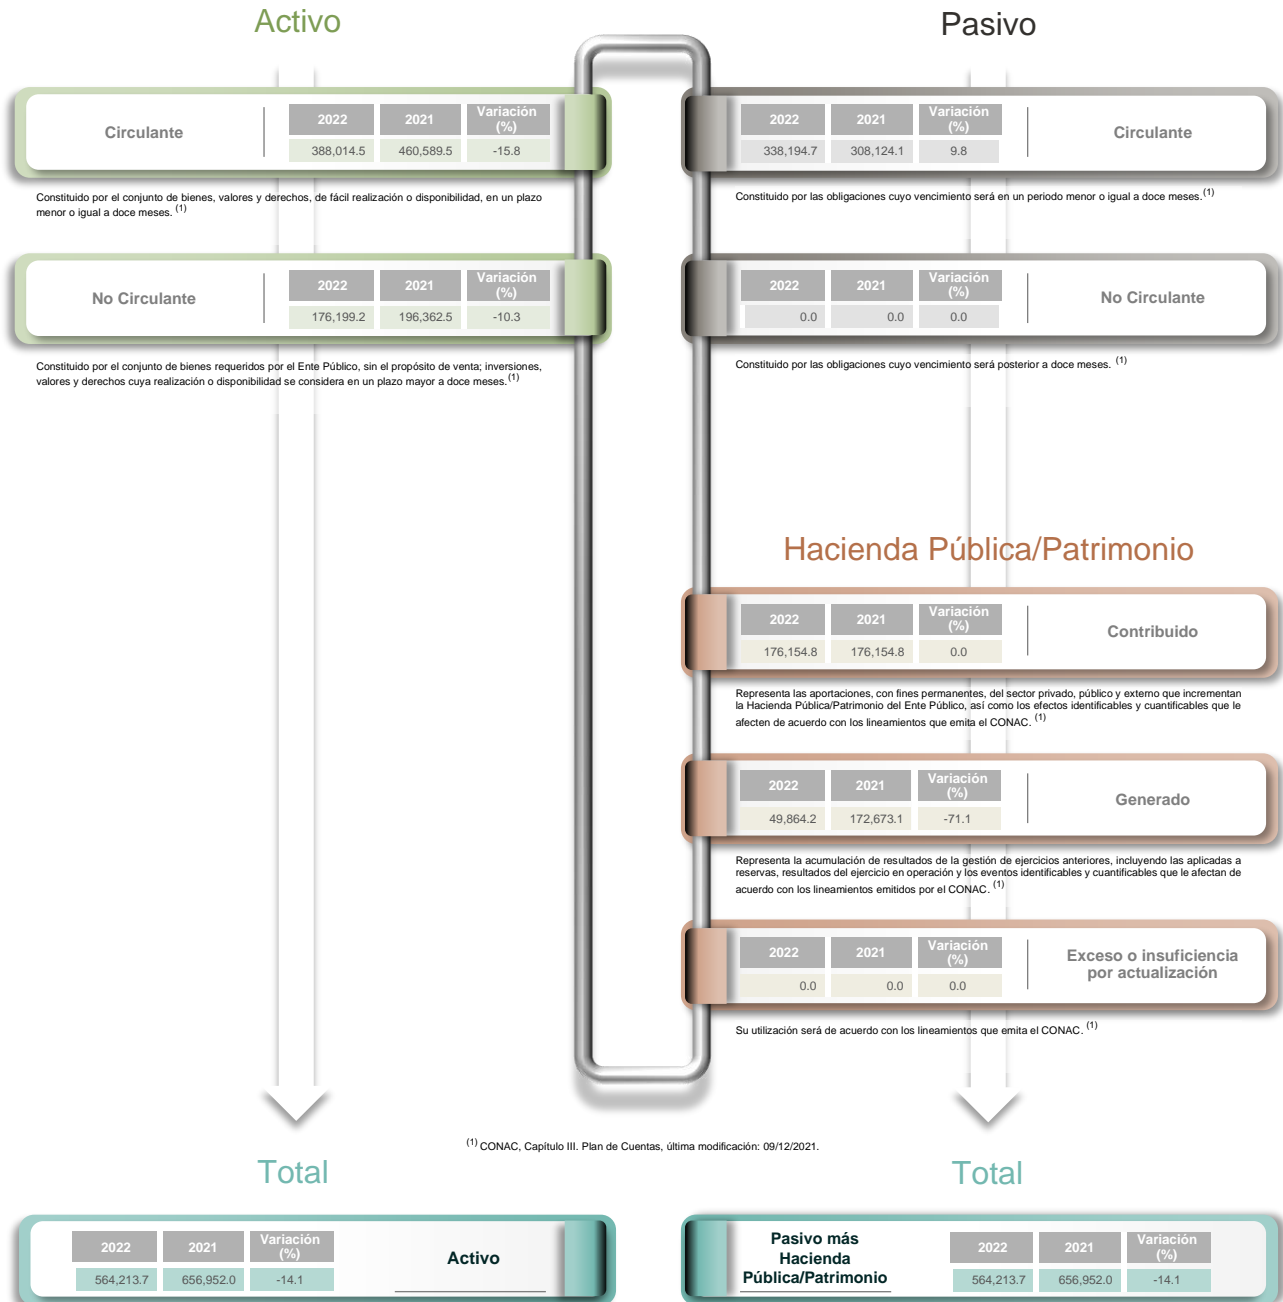 Activo
Circulante
2022 2021 Variación (%)
388,014.5 460,589.5 -15.8
Constituido por el conjunto de bienes, valores y derechos, de fácil realización o disponibilidad, en un plazo
menor o igual a doce meses. (1)
No Circulante
2022 2021 Variación (%)
176,199.2 196,362.5 -10.3
Constituido por el conjunto de bienes requeridos por el Ente Público, sin el propósito de venta; inversiones,
valores y derechos cuya realización o disponibilidad se considera en un plazo mayor a doce meses. (1)
Pasivo
2022 2021 Variación (%)
338,194.7 308,124.1 9.8
Circulante
Constituido por las obligaciones cuyo vencimiento será en un periodo menor o igual a doce meses. (1)
2022 2021 Variación (%)
0.0 0.0 0.0
No Circulante
Constituido por las obligaciones cuyo vencimiento será posterior a doce meses. (1)
Hacienda Pública/Patrimonio
2022 2021 Variación (%)
176,154.8 176,154.8 0.0
Contribuido
Representa las aportaciones, con fines permanentes, del sector privado, público y externo que incrementan
la Hacienda Pública/Patrimonio del Ente Público, así como los efectos identificables y cuantificables que le
afecten de acuerdo con los lineamientos que emita el CONAC. (1)
2022 2021 Variación (%)
49,864.2 172,673.1 -71.1
Generado
Representa la acumulación de resultados de la gestión de ejercicios anteriores, incluyendo las aplicadas a
reservas, resultados del ejercicio en operación y los eventos identificables y cuantificables que le afectan de
acuerdo con los lineamientos emitidos por el CONAC. (1)
2022 2021 Variación (%)
0.0 0.0 0.0
Exceso o insuficiencia
por actualización
Su utilización será de acuerdo con los lineamientos que emita el CONAC. (1)
(1) CONAC, Capítulo III. Plan de Cuentas, última modificación: 09/12/2021.
Total
2022 2021 Variación (%)
564,213.7 656,952.0 -14.1
Activo
Total
Pasivo más
Hacienda
Pública/Patrimonio
2022 2021 Variación (%)
564,213.7 656,952.0 -14.1